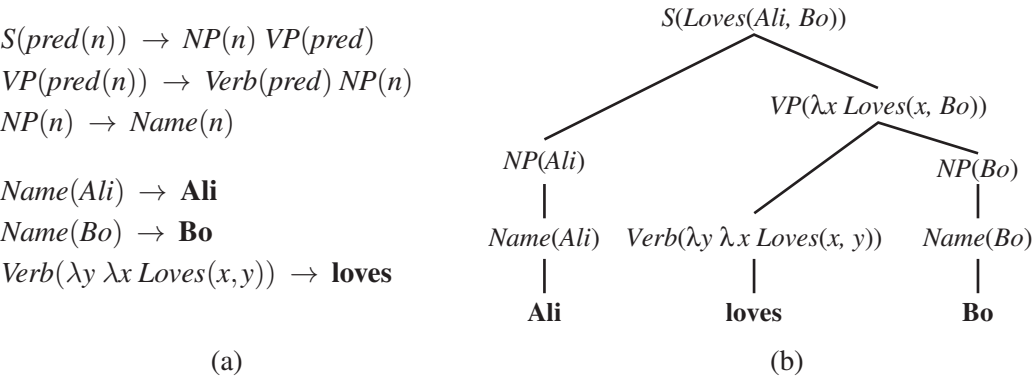 S(pred(n)) → NP(n) VP(pred)
VP(pred(n)) → Verb(pred) NP(n)
NP(n) → Name(n)
Name(Ali) → Ali
Name(Bo) → Bo
Verb(λy λx Loves(x,y)) → loves
(a)
S(Loves(Ali, Bo))
VP(λx Loves(x, Bo))
NP(Ali) NP(Bo)
Name(Ali) Verb(λy λx Loves(x, y)) Name(Bo)
Ali loves Bo
(b)